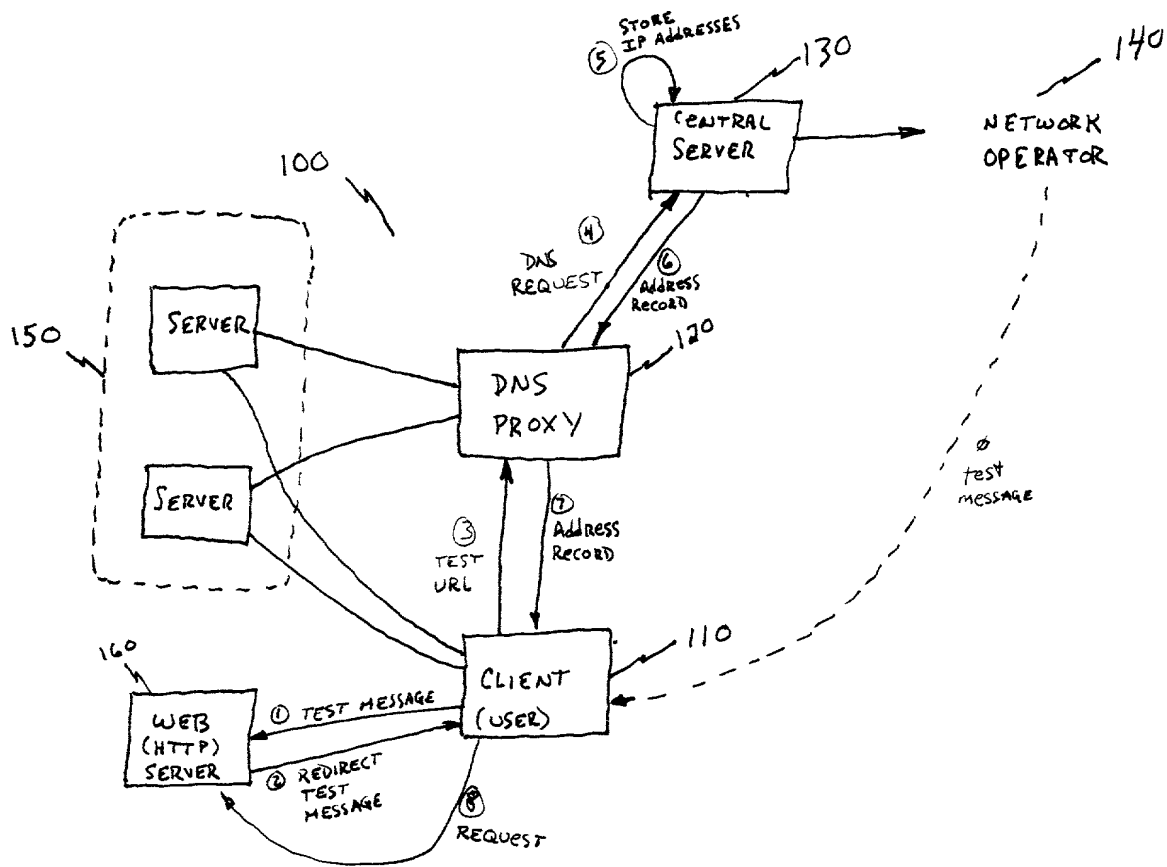 ⑤ STORE
IP Addresses
130
140
CENTRAL
SERVER
NETWORK
OPERATOR
100
④
DNS
REQUEST
⑥
Address
Record
150
SERVER
120
DNS
PROXY
SERVER
ø
test
message
③
TEST
URL
⑦
Address
Record
110
CLIENT
(USER)
160
WEB
(HTTP)
SERVER
① TEST MESSAGE
② REDIRECT
TEST
MESSAGE
⑧
REQUEST